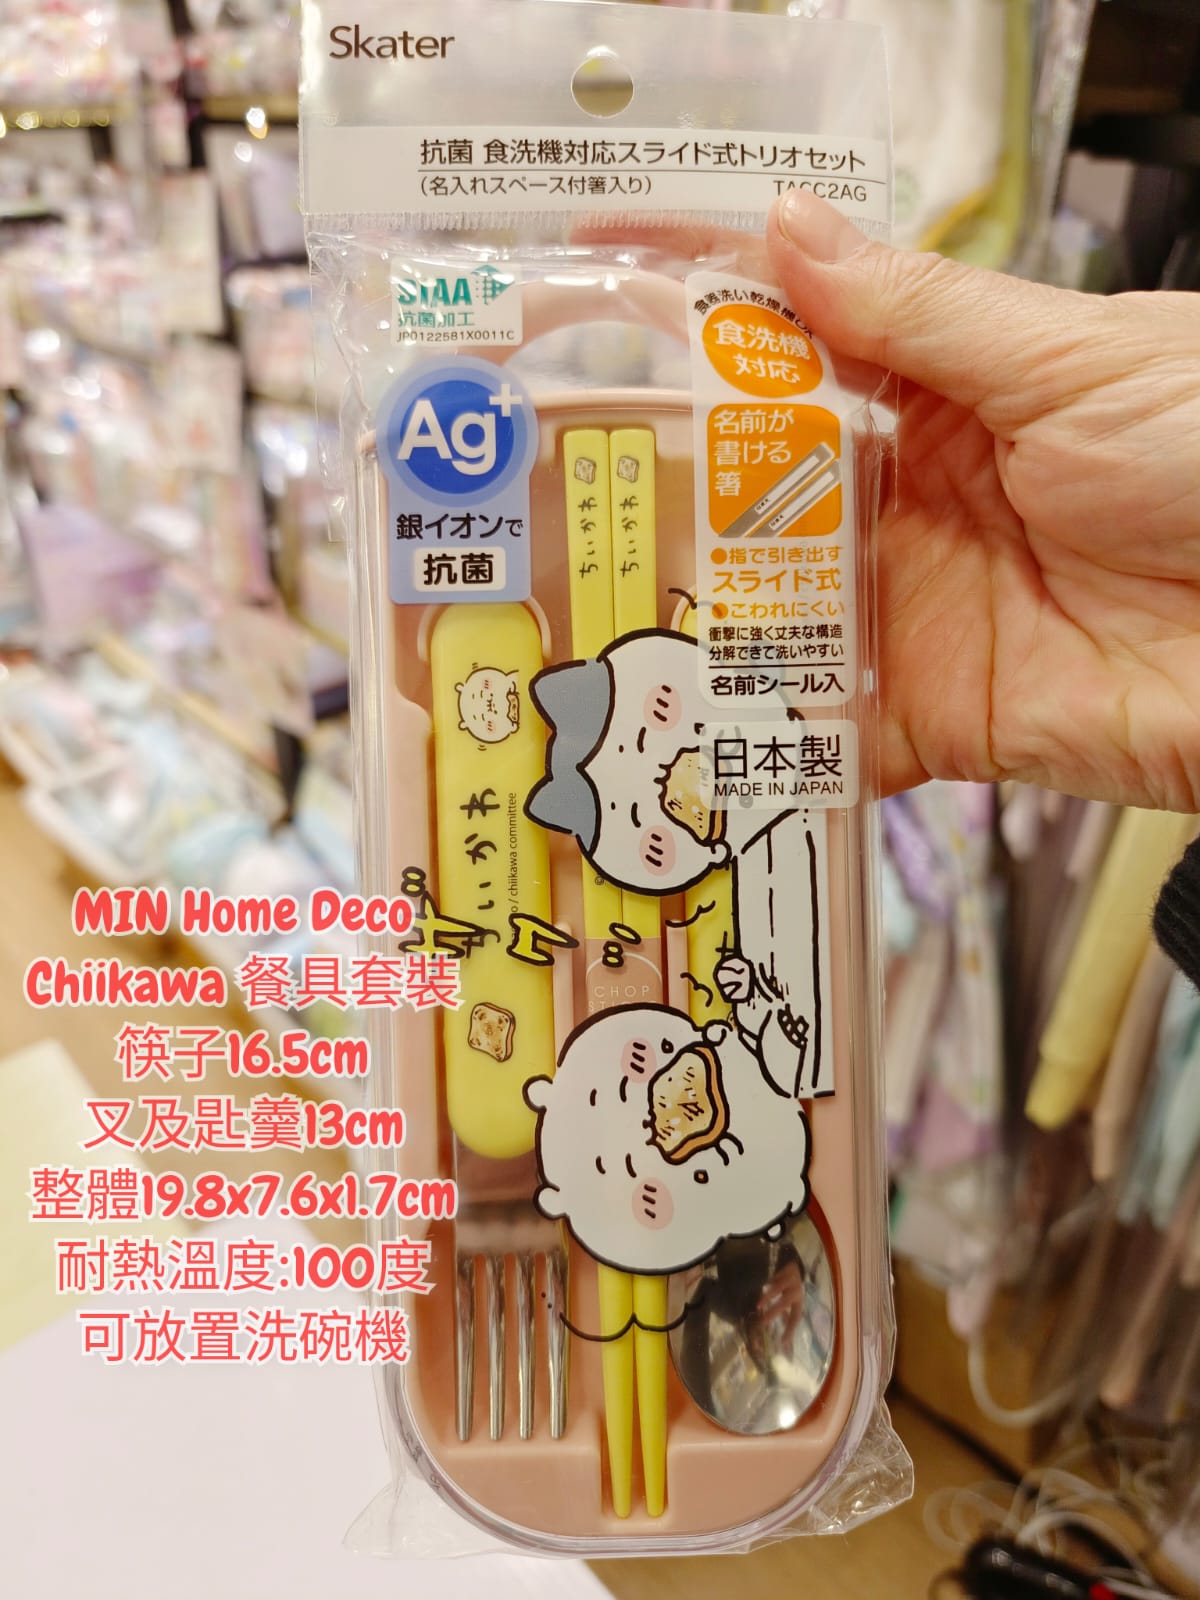 Skater
抗菌 食洗機対応スライド式トリオセット
(名入れスペース付箸入り)
SIAA
抗菌加工
JP0122581X0011C
Ag+
銀イオンで
抗菌
食洗機
対応
名前が
書ける
箸
●指で引き出す
スライド式
●こわれにくい
衝撃に強く丈夫な構造
分解できて洗いやすい
名前シール入
日本製
MADE IN JAPAN
ちいかわ
ちいかわ
ちいかわ
/ chiikawa committee
CHOP
MIN Home Deco
Chiikawa 餐具套裝
筷子16.5cm
叉及匙羹13cm
整體19.8x7.6x1.7cm
耐熱溫度:100度
可放置洗碗機